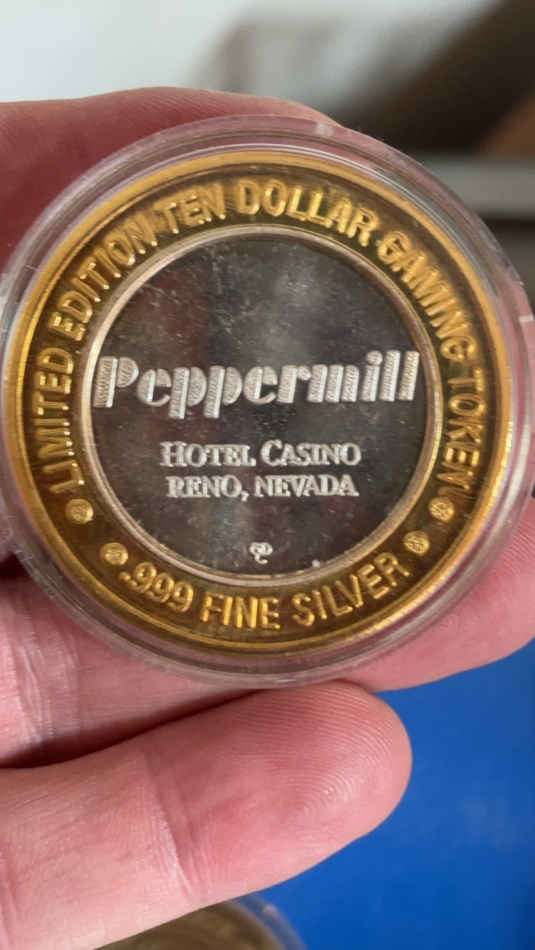 LIMITED EDITION TEN DOLLAR GAMING TOKEN
Peppermill
HOTEL CASINO
RENO, NEVADA
.999 FINE SILVER